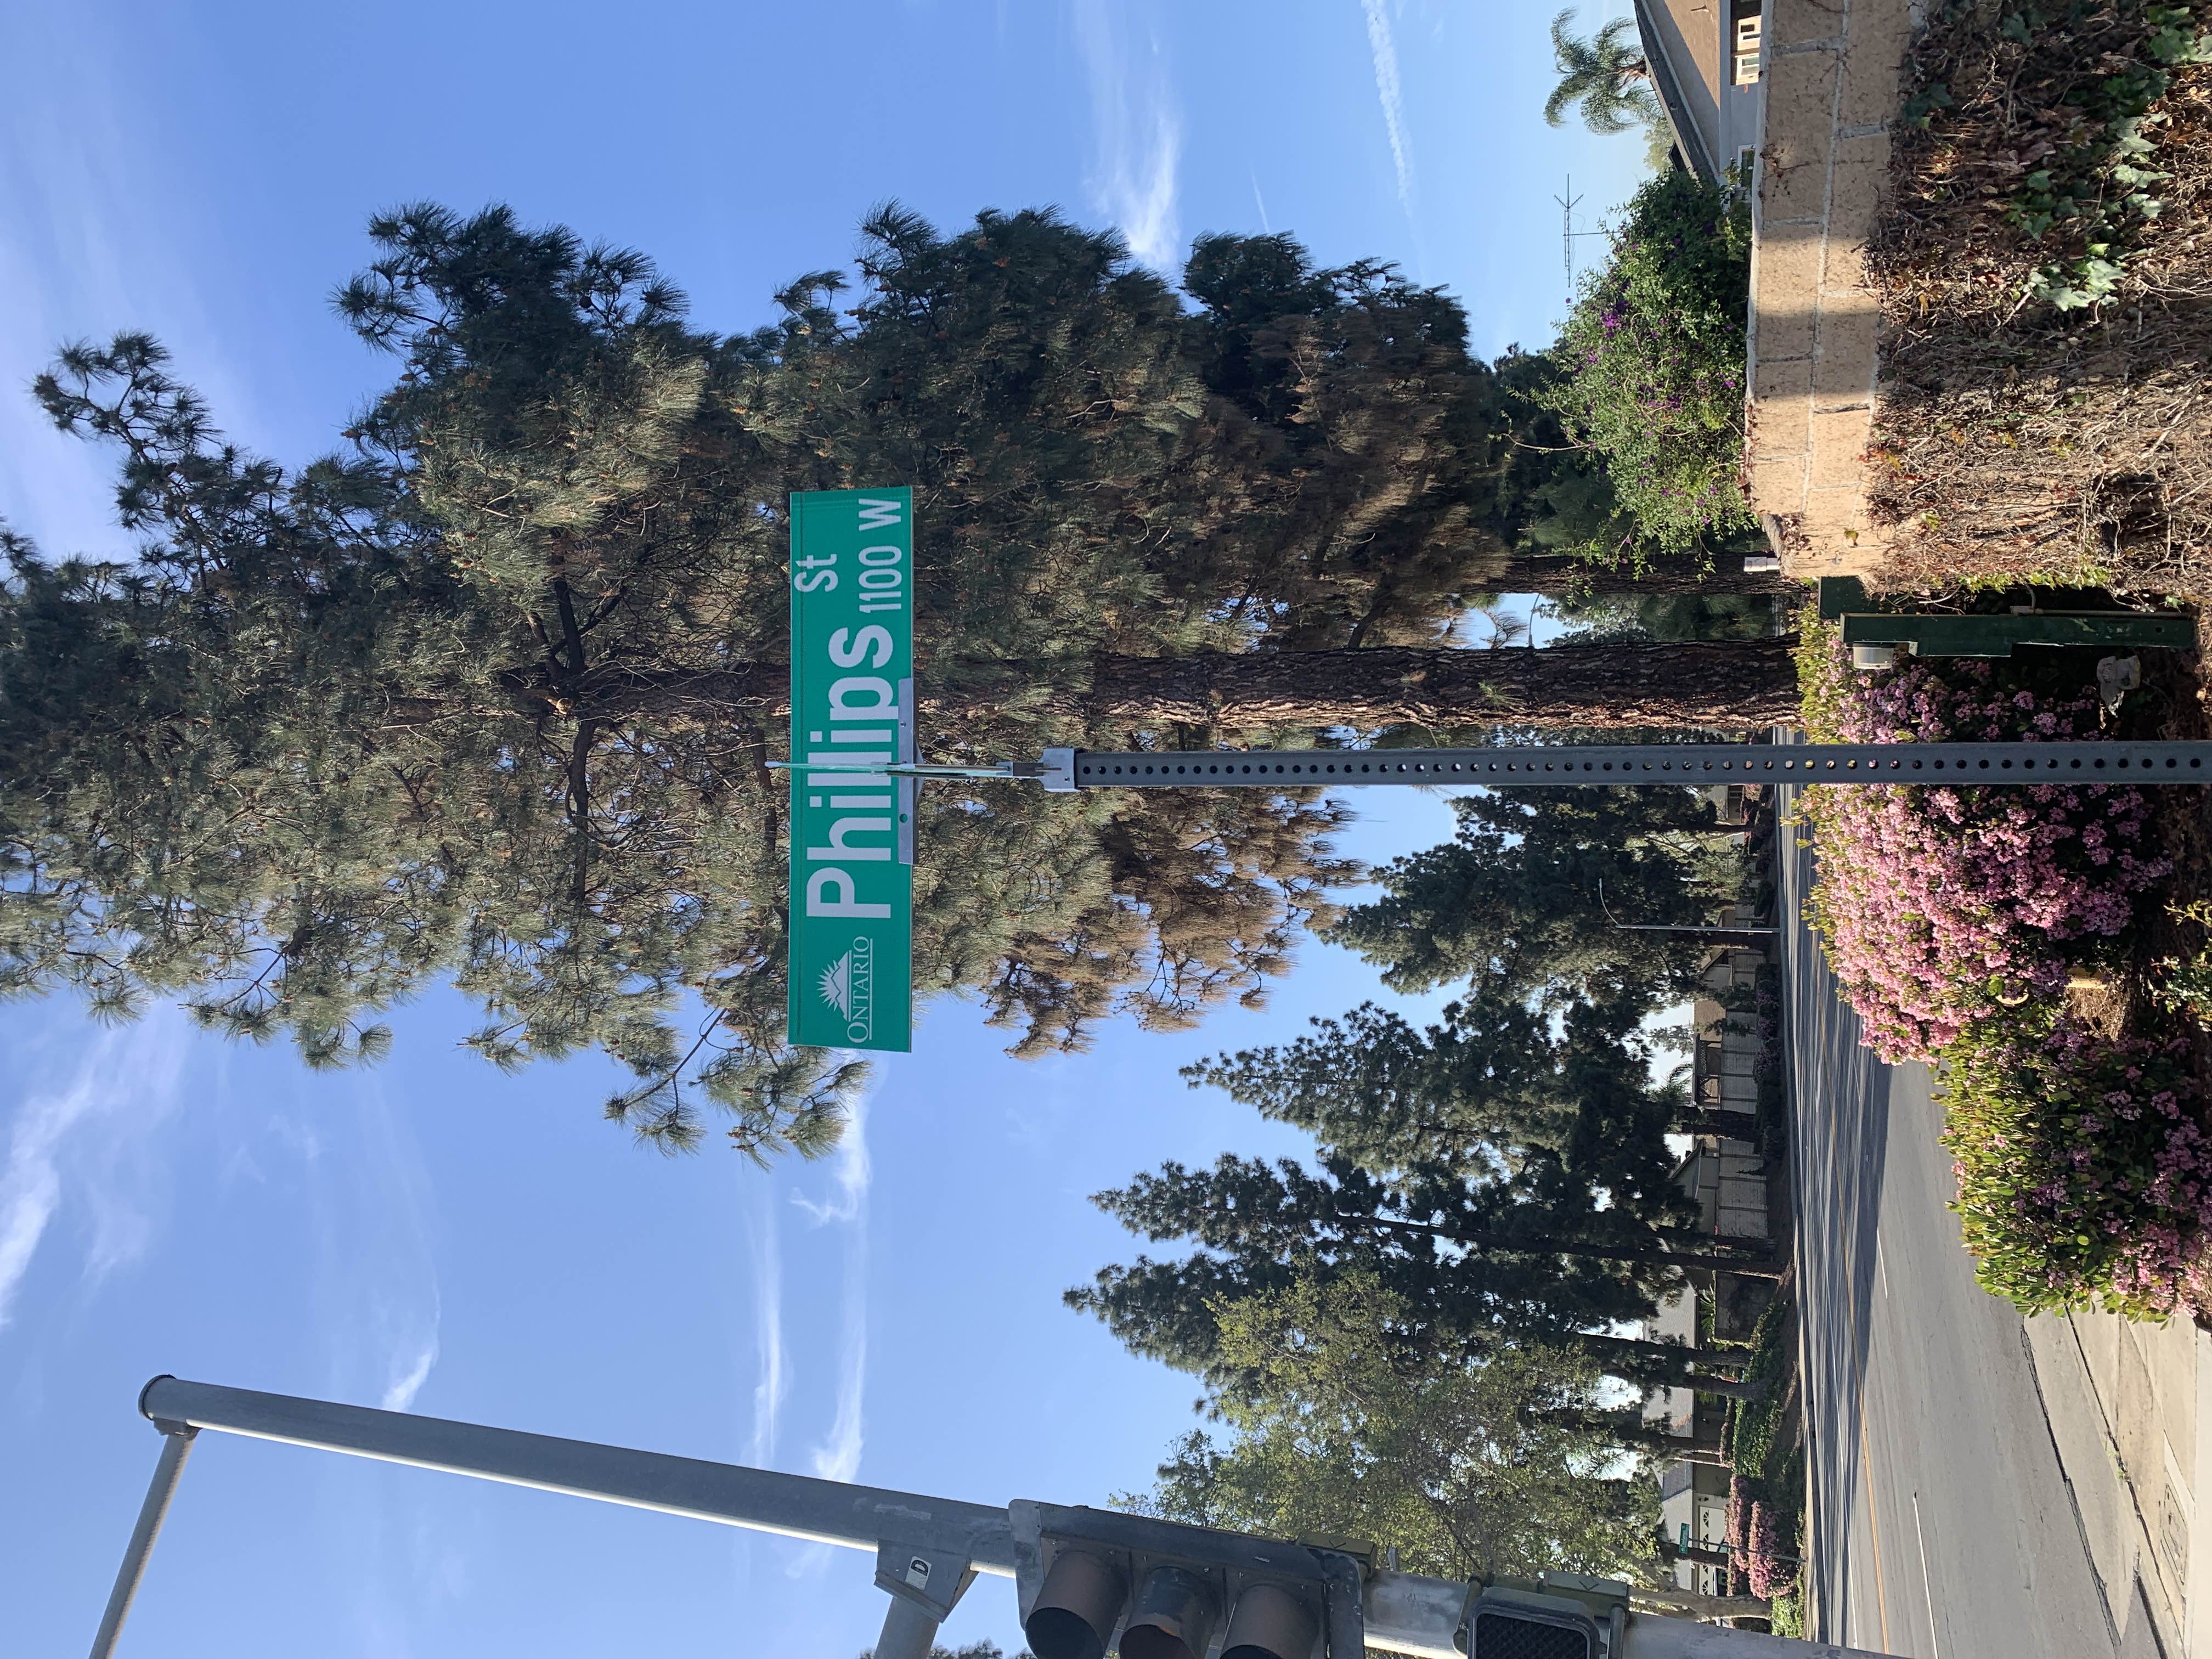 Phillips St
ONTARIO 1100 W